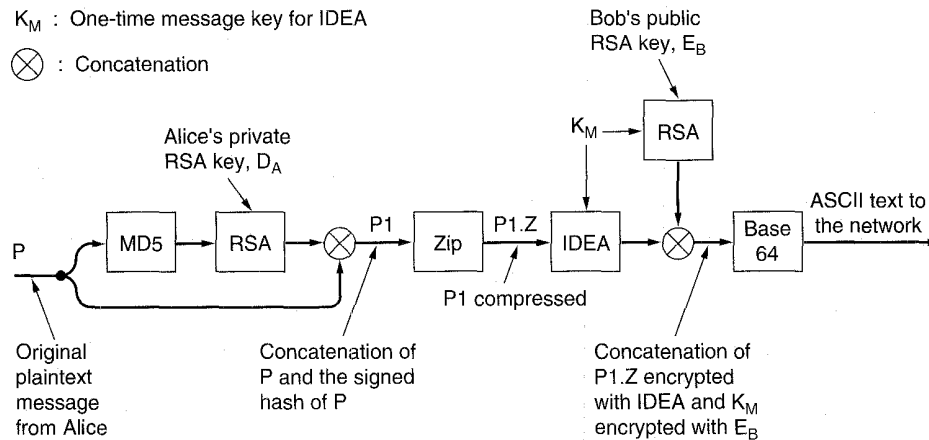 K_M : One-time message key for IDEA
⊗ : Concatenation
Bob's public
RSA key, E_B
Alice's private
RSA key, D_A
K_M
RSA
ASCII text to
the network
P
MD5
RSA
P1
Zip
P1.Z
IDEA
Base
64
P1 compressed
Original
plaintext
message
from Alice
Concatenation of
P and the signed
hash of P
Concatenation of
P1.Z encrypted
with IDEA and K_M
encrypted with E_B